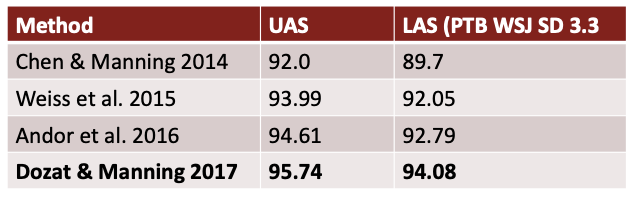 Method UAS LAS (PTB WSJ SD 3.3
Chen & Manning 2014 92.0 89.7
Weiss et al. 2015 93.99 92.05
Andor et al. 2016 94.61 92.79
Dozat & Manning 2017 95.74 94.08